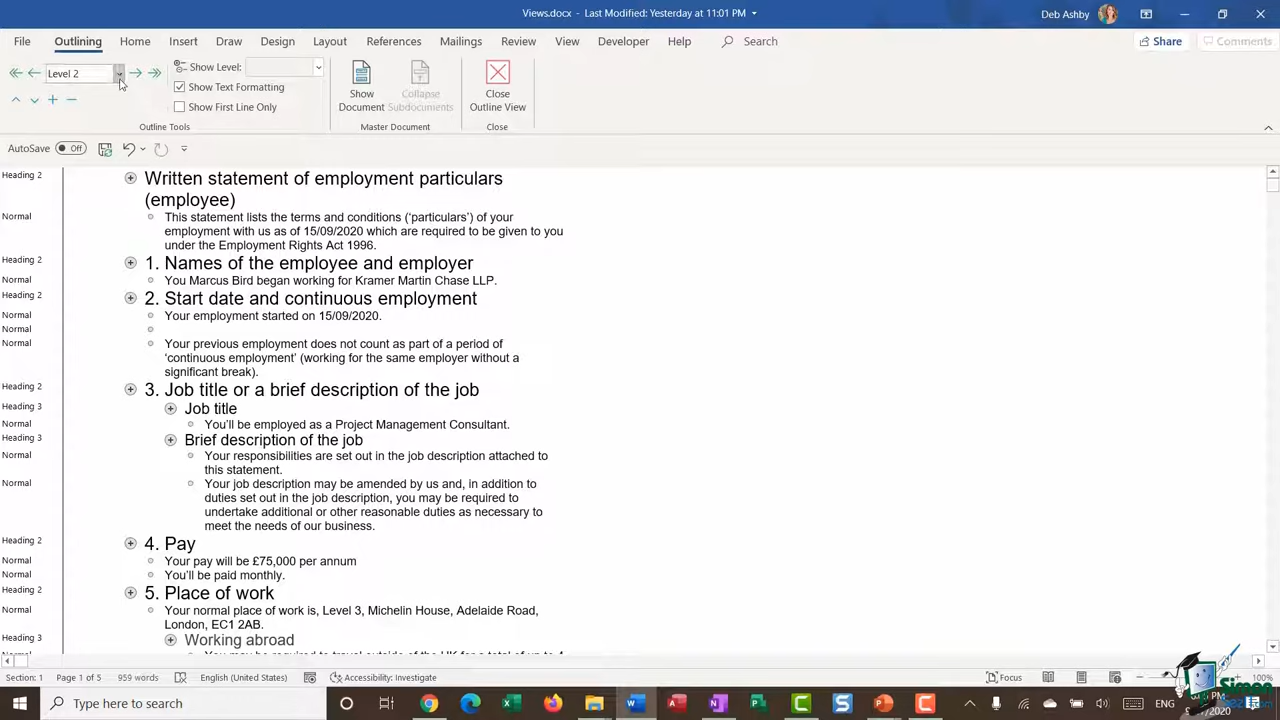 Views.docx - Last Modified: Yesterday at 11:01 PM
Deb Ashby
File Outlining Home Insert Draw Design Layout References Mailings Review View Developer Help Search Share Comments
Level 2
Show Level:
Show Text Formatting
Show First Line Only
Outline Tools
Show Document
Collapse Subdocuments
Master Document
Close Outline View
Close
AutoSave Off
Heading 2 Written statement of employment particulars
(employee)
Normal This statement lists the terms and conditions (‘particulars’) of your
employment with us as of 15/09/2020 which are required to be given to you
under the Employment Rights Act 1996.
Heading 2 1. Names of the employee and employer
Normal You Marcus Bird began working for Kramer Martin Chase LLP.
Heading 2 2. Start date and continuous employment
Normal Your employment started on 15/09/2020.
Normal
Normal Your previous employment does not count as part of a period of
‘continuous employment’ (working for the same employer without a
significant break).
Heading 2 3. Job title or a brief description of the job
Heading 3 Job title
Normal You’ll be employed as a Project Management Consultant.
Heading 3 Brief description of the job
Normal Your responsibilities are set out in the job description attached to
this statement.
Normal Your job description may be amended by us and, in addition to
duties set out in the job description, you may be required to
undertake additional or other reasonable duties as necessary to
meet the needs of our business.
Heading 2 4. Pay
Normal Your pay will be £75,000 per annum
Normal You’ll be paid monthly.
Heading 2 5. Place of work
Normal Your normal place of work is, Level 3, Michelin House, Adelaide Road,
London, EC1 2AB.
Heading 3 Working abroad
Section: 1 Page 1 of 5 959 words English (United States) Accessibility: Investigate Focus 100%
Type here to search